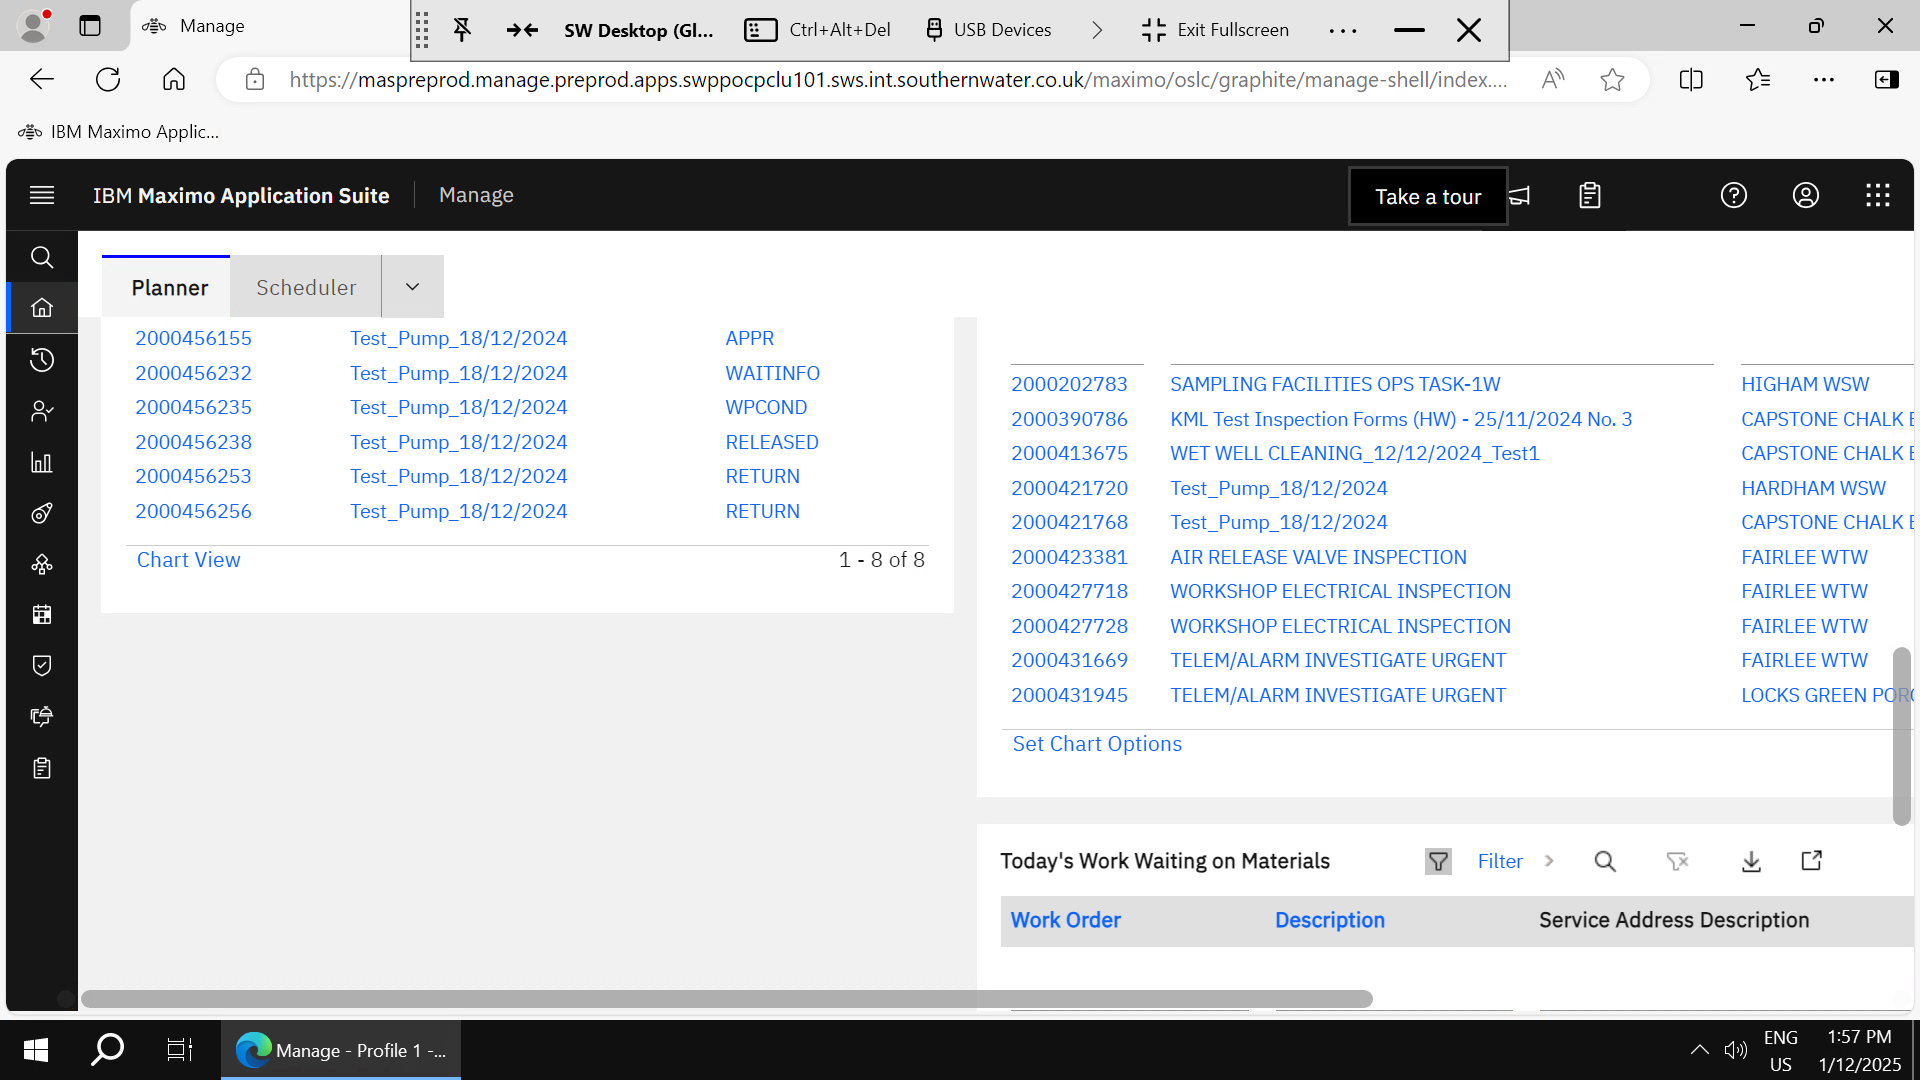 Manage
SW Desktop (Gl...
Ctrl+Alt+Del
USB Devices
Exit Fullscreen
https://maspreprod.manage.preprod.apps.swppocpclu101.sws.int.southernwater.co.uk/maximo/oslc/graphite/manage-shell/index....
IBM Maximo Applic...
IBM Maximo Application Suite
Manage
Take a tour
Planner
Scheduler
2000456155 Test_Pump_18/12/2024 APPR
2000456232 Test_Pump_18/12/2024 WAITINFO
2000456235 Test_Pump_18/12/2024 WPCOND
2000456238 Test_Pump_18/12/2024 RELEASED
2000456253 Test_Pump_18/12/2024 RETURN
2000456256 Test_Pump_18/12/2024 RETURN
Chart View 1 - 8 of 8
2000202783 SAMPLING FACILITIES OPS TASK-1W HIGHAM WSW
2000390786 KML Test Inspection Forms (HW) - 25/11/2024 No. 3 CAPSTONE CHALK
2000413675 WET WELL CLEANING_12/12/2024_Test1 CAPSTONE CHALK
2000421720 Test_Pump_18/12/2024 HARDHAM WSW
2000421768 Test_Pump_18/12/2024 CAPSTONE CHALK
2000423381 AIR RELEASE VALVE INSPECTION FAIRLEE WTW
2000427718 WORKSHOP ELECTRICAL INSPECTION FAIRLEE WTW
2000427728 WORKSHOP ELECTRICAL INSPECTION FAIRLEE WTW
2000431669 TELEM/ALARM INVESTIGATE URGENT FAIRLEE WTW
2000431945 TELEM/ALARM INVESTIGATE URGENT LOCKS GREEN
Set Chart Options
Today's Work Waiting on Materials
Filter
Work Order Description Service Address Description
Manage - Profile 1 -...
ENG
US
1:57 PM
1/12/2025